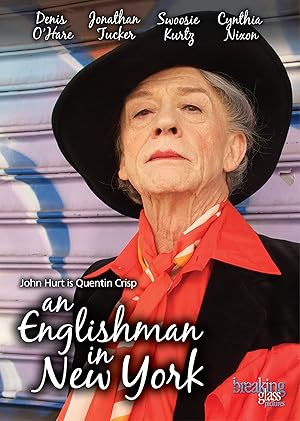 Denis O'Hare
Jonathan Tucker
Swoosie Kurtz
Cynthia Nixon
John Hurt is Quentin Crisp
an
Englishman
in
New York
breaking
glass
pictures